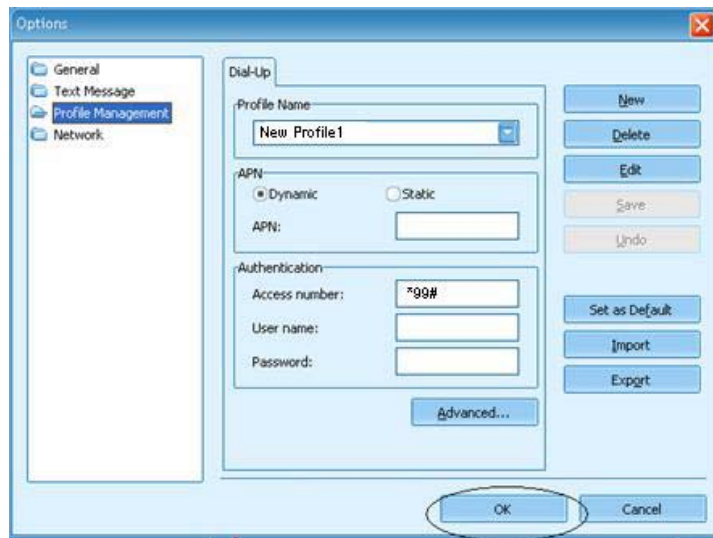 Options
General
Text Message
Profile Management
Network
Dial-Up
Profile Name
New Profile1
APN
Dynamic
Static
APN:
Authentication
Access number:
*99#
User name:
Password:
Advanced...
New
Delete
Edit
Save
Undo
Set as Default
Import
Export
OK
Cancel